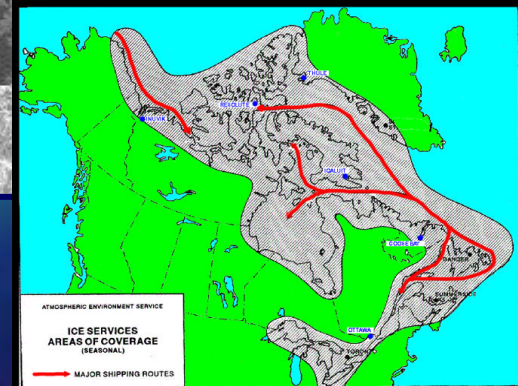 THULE
RESOLUTE
INUVIK
IQALUIT
GOOSE BAY
GANDER
SUMMERSIDE
OTTAWA
TORONTO
ATMOSPHERIC ENVIRONMENT SERVICE
ICE SERVICES
AREAS OF COVERAGE
(SEASONAL)
MAJOR SHIPPING ROUTES